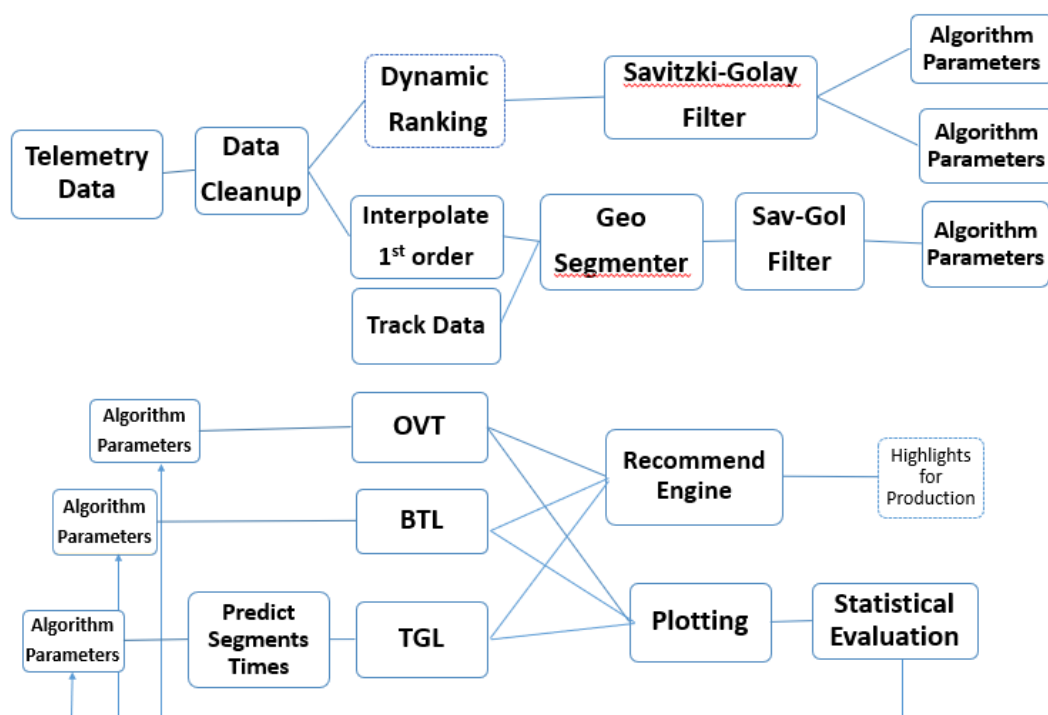 Telemetry
Data
Data
Cleanup
Dynamic
Ranking
Savitzki-Golay
Filter
Algorithm
Parameters
Algorithm
Parameters
Interpolate
1st order
Track Data
Geo
Segmenter
Sav-Gol
Filter
Algorithm
Parameters
Algorithm
Parameters
OVT
Recommend
Engine
Highlights
for
Production
Algorithm
Parameters
BTL
Algorithm
Parameters
Predict
Segments
Times
TGL
Plotting
Statistical
Evaluation